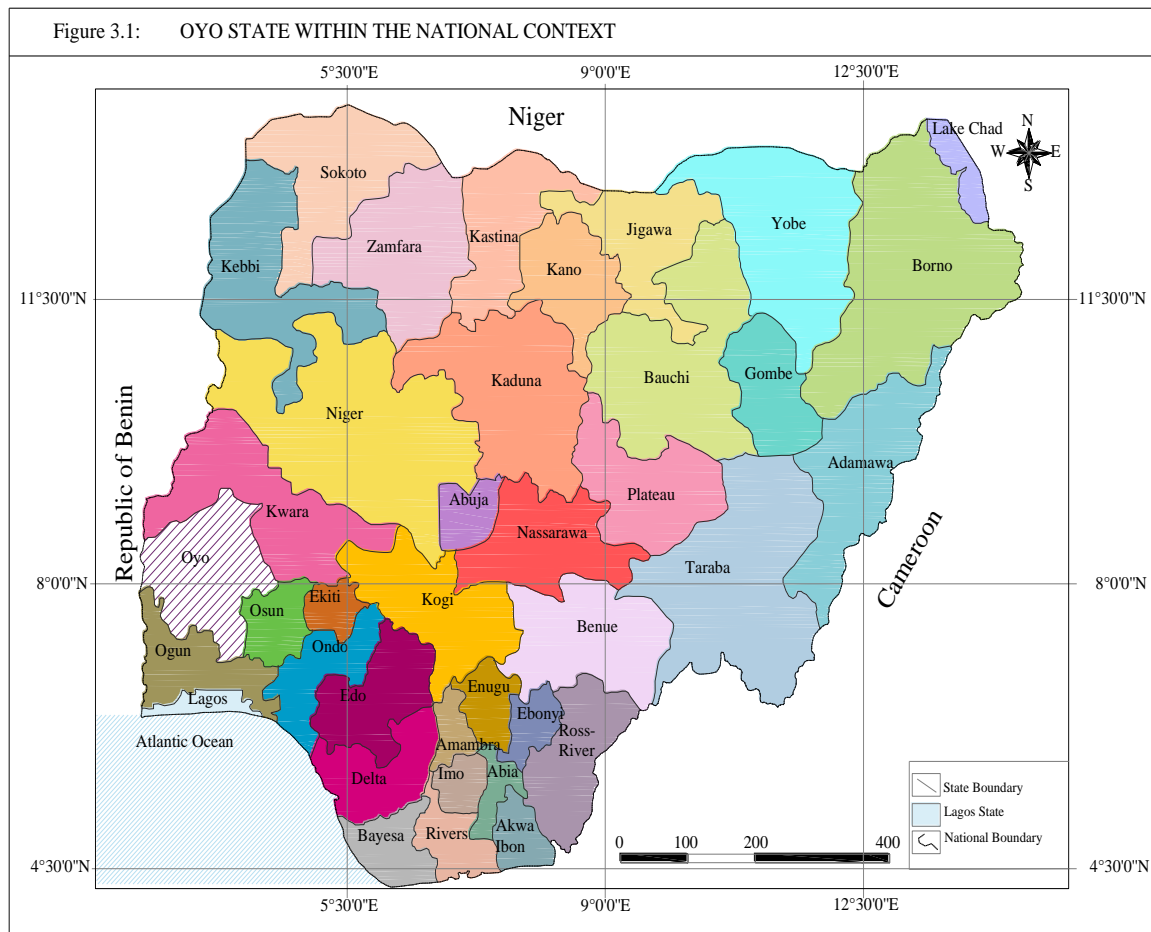 Figure 3.1: OYO STATE WITHIN THE NATIONAL CONTEXT
5°30'0"E 9°0'0"E 12°30'0"E
Niger
Lake Chad
N
W E
S
Sokoto
Yobe
Jigawa
Kastina
Zamfara
Kebbi
Kano
Borno
11°30'0"N 11°30'0"N
Kaduna
Bauchi
Gombe
Niger
Republic of Benin
Adamawa
Abuja
Plateau
Kwara
Nassarawa
Oyo
Taraba
Cameroon
8°0'0"N 8°0'0"N
Ekiti
Kogi
Osun
Benue
Ondo
Ogun
Enugu
Edo
Lagos
Ebonyi
Ross-
River
Atlantic Ocean
Amambra
Imo
Abia
Delta
State Boundary
Lagos State
National Boundary
Akwa
Ibon
Bayesa
Rivers
0 100 200 400
4°30'0"N 4°30'0"N
5°30'0"E 9°0'0"E 12°30'0"E